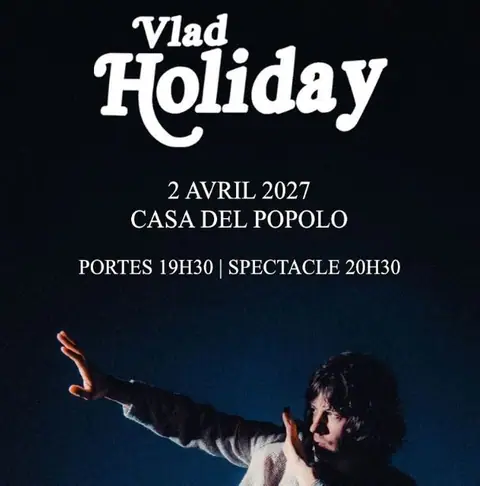 Vlad
Holiday
2 AVRIL 2027
CASA DEL POPOLO
PORTES 19H30 | SPECTACLE 20H30